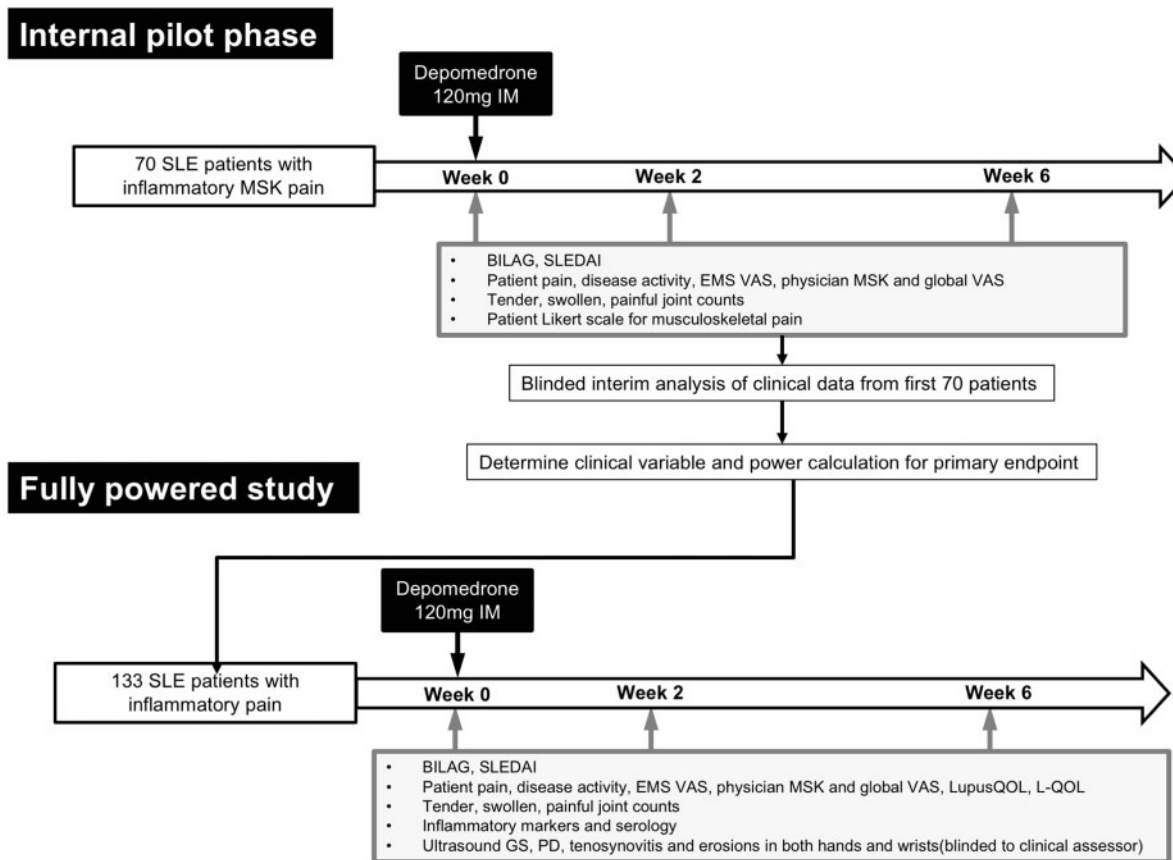 Internal pilot phase
Depomedrone
120mg IM
70 SLE patients with
inflammatory MSK pain
Week 0
Week 2
Week 6
• BILAG, SLEDAI
• Patient pain, disease activity, EMS VAS, physician MSK and global VAS
• Tender, swollen, painful joint counts
• Patient Likert scale for musculoskeletal pain
Blinded interim analysis of clinical data from first 70 patients
Determine clinical variable and power calculation for primary endpoint
Fully powered study
Depomedrone
120mg IM
133 SLE patients with
inflammatory pain
Week 0
Week 2
Week 6
• BILAG, SLEDAI
• Patient pain, disease activity, EMS VAS, physician MSK and global VAS, LupusQOL, L-QOL
• Tender, swollen, painful joint counts
• Inflammatory markers and serology
• Ultrasound GS, PD, tenosynovitis and erosions in both hands and wrists(blinded to clinical assessor)